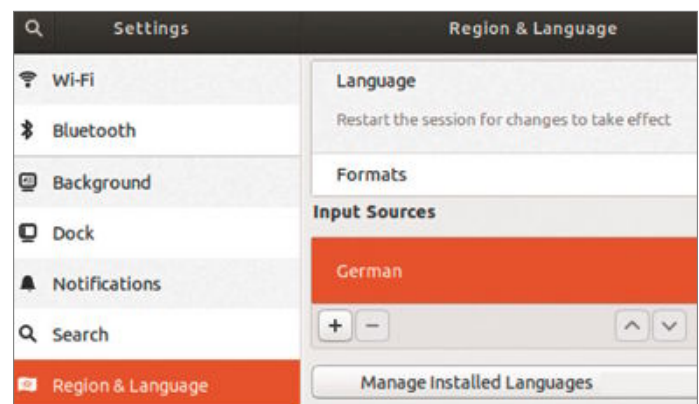 Settings
Region & Language
Wi-Fi
Bluetooth
Background
Dock
Notifications
Search
Region & Language
Language
Restart the session for changes to take effect
Formats
Input Sources
German
+ −
Manage Installed Languages